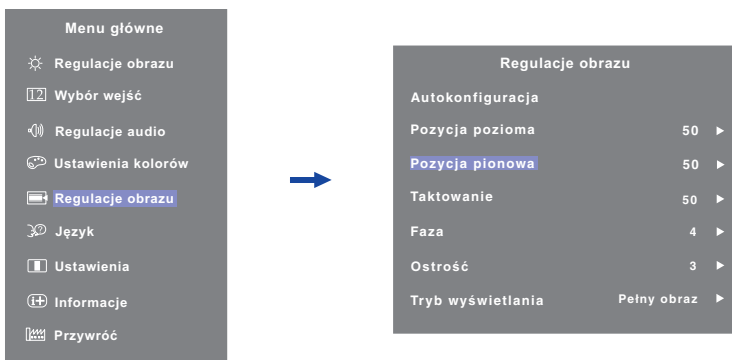 Menu główne
Regulacje obrazu
12 Wybór wejść
Regulacje audio
Ustawienia kolorów
Regulacje obrazu
Język
Ustawienia
Informacje
Przywróć
Regulacje obrazu
Autokonfiguracja
Pozycja pozioma 50
Pozycja pionowa 50
Taktowanie 50
Faza 4
Ostrość 3
Tryb wyświetlania Pełny obraz